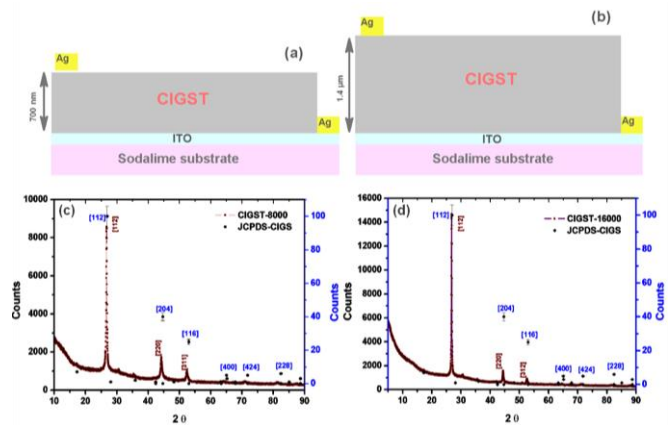 (a)
Ag
700 nm
CIGST
Ag
ITO
Sodalime substrate
(b)
Ag
1.4 µm
CIGST
Ag
ITO
Sodalime substrate
(c)
10000
8000
6000
4000
2000
0
Counts
[112]
[112]
CIGST-8000
JCPDS-CIGS
[204]
[116]
[220]
[311]
[400] [424] [228]
100
80
60
40
20
0
Counts
10 20 30 40 50 60 70 80 90
2 θ
(d)
16000
14000
12000
10000
8000
6000
4000
2000
0
Counts
[112]
[112]
CIGST-16000
JCPDS-CIGS
[204]
[116]
[220]
[312]
[400] [424] [228]
100
80
60
40
20
0
Counts
10 20 30 40 50 60 70 80 90
2 θ